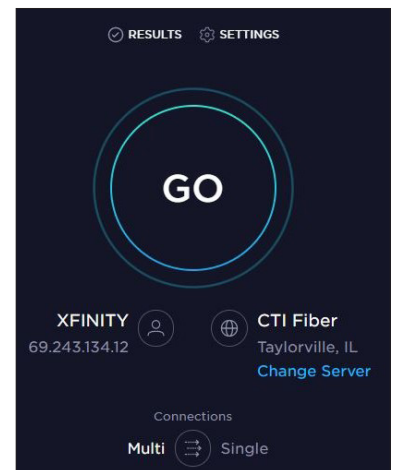 RESULTS SETTINGS
GO
XFINITY
69.243.134.12
CTI Fiber
Taylorville, IL
Change Server
Connections
Multi Single